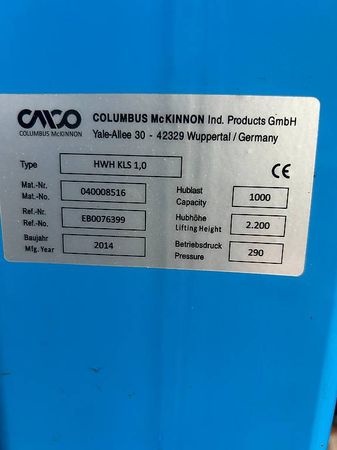 CMCO
COLUMBUS McKINNON
COLUMBUS McKINNON Ind. Products GmbH
Yale-Allee 30 - 42329 Wuppertal / Germany
Type HWH KLS 1,0 CE
Mat.-Nr.
Mat.-No. 040008516
Hublast
Capacity 1000
Ref.-Nr.
Ref.-No. EB0076399
Hubhöhe
Lifting Height 2.200
Baujahr
Mfg. Year 2014
Betriebsdruck
Pressure 290